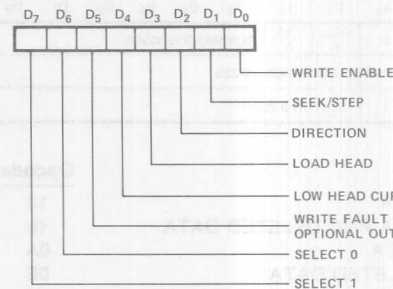 D7 D6 D5 D4 D3 D2 D1 D0
WRITE ENABLE
SEEK/STEP
DIRECTION
LOAD HEAD
LOW HEAD CUR
WRITE FAULT
OPTIONAL OUT
SELECT 0
SELECT 1